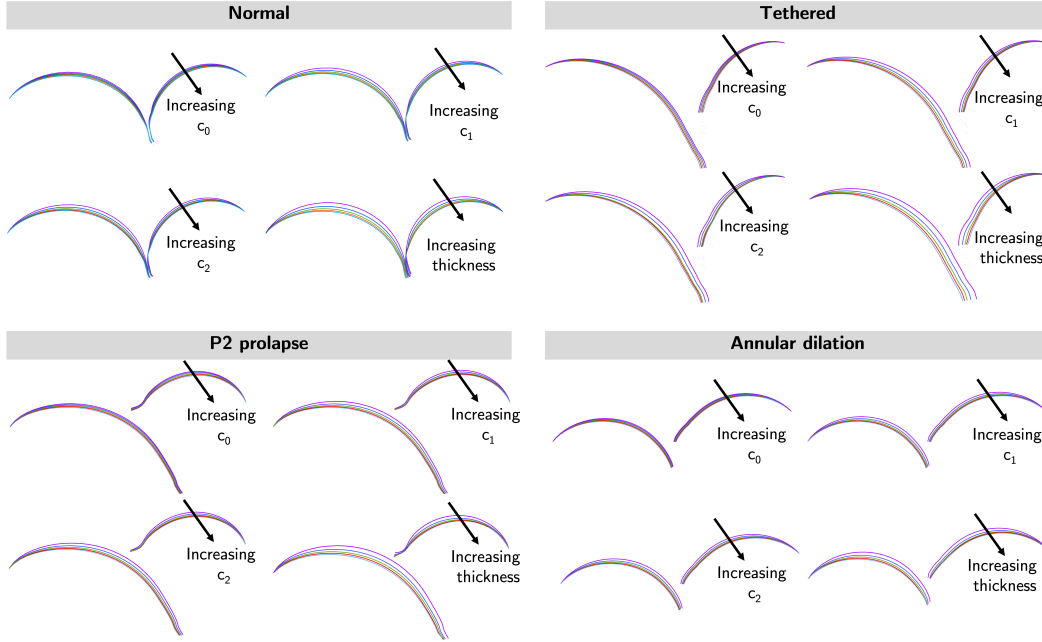 Normal
Tethered
Increasing
c₀
Increasing
c₁
Increasing
c₀
Increasing
c₁
Increasing
c₂
Increasing
thickness
Increasing
c₂
Increasing
thickness
P2 prolapse
Annular dilation
Increasing
c₀
Increasing
c₁
Increasing
c₀
Increasing
c₁
Increasing
c₂
Increasing
thickness
Increasing
c₂
Increasing
thickness